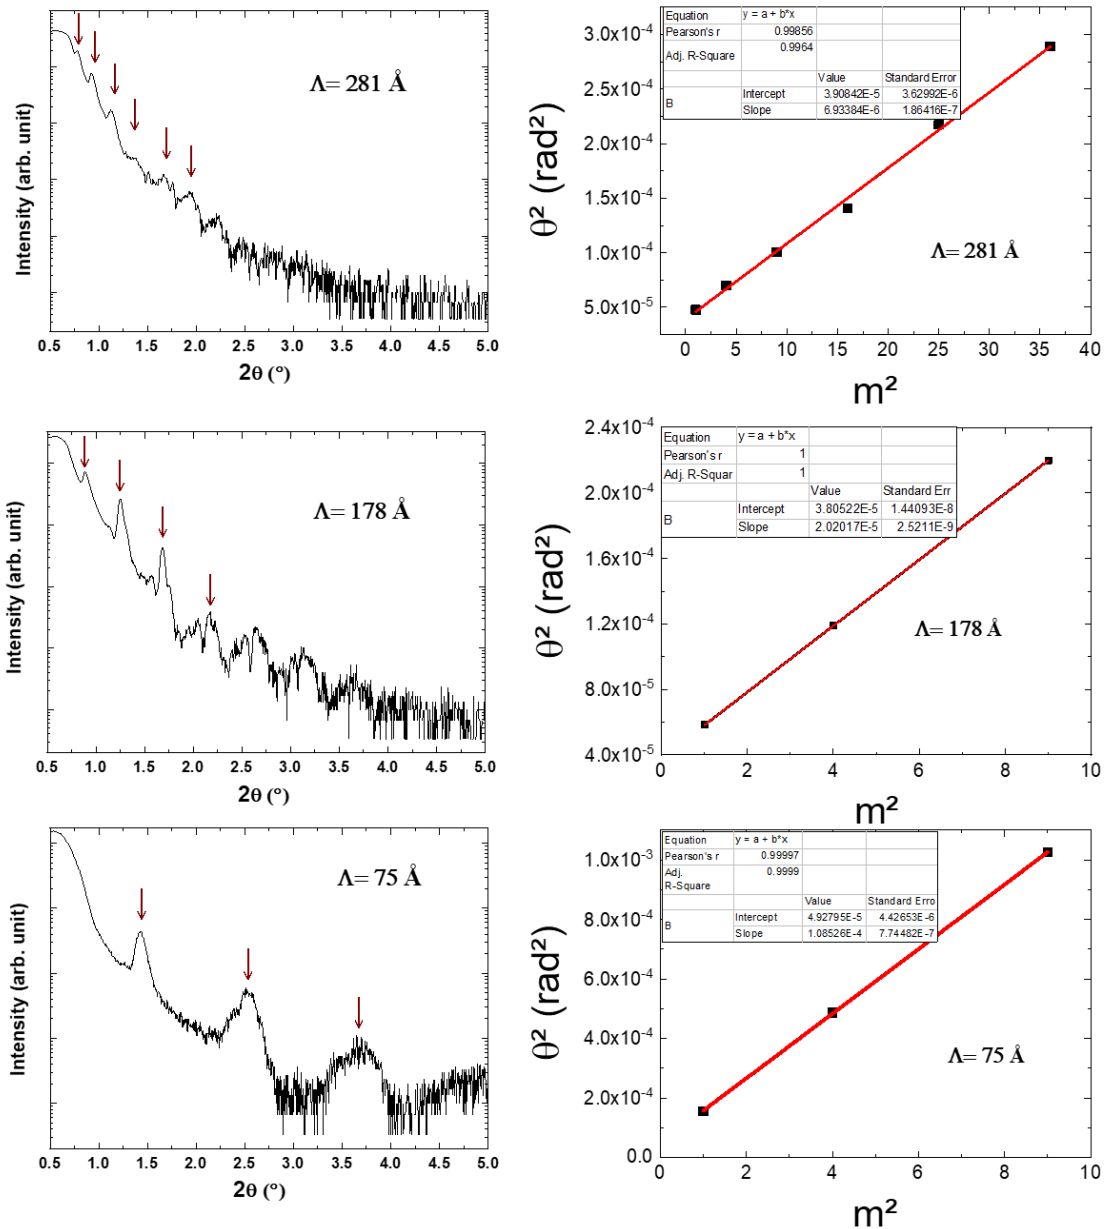 Intensity (arb. unit)
Λ= 281 Å
0.5 1.0 1.5 2.0 2.5 3.0 3.5 4.0 4.5 5.0
2θ (°)
θ² (rad²)
3.0x10⁻⁴
2.5x10⁻⁴
2.0x10⁻⁴
1.5x10⁻⁴
1.0x10⁻⁴
5.0x10⁻⁵
Equation y = a + b*x
Pearson's r 0.99856
Adj. R-Square 0.9964
Value Standard Error
B Intercept 3.90842E-5 3.62992E-6
Slope 6.93384E-6 1.86416E-7
Λ= 281 Å
0 5 10 15 20 25 30 35 40
m²
Intensity (arb. unit)
Λ= 178 Å
0.5 1.0 1.5 2.0 2.5 3.0 3.5 4.0 4.5 5.0
2θ (°)
θ² (rad²)
2.4x10⁻⁴
2.0x10⁻⁴
1.6x10⁻⁴
1.2x10⁻⁴
8.0x10⁻⁵
4.0x10⁻⁵
Equation y = a + b*x
Pearson's r 1
Adj. R-Squar 1
Value Standard Err
B Intercept 3.80522E-5 1.44093E-8
Slope 2.02017E-5 2.5211E-9
Λ= 178 Å
0 2 4 6 8 10
m²
Intensity (arb. unit)
Λ= 75 Å
0.5 1.0 1.5 2.0 2.5 3.0 3.5 4.0 4.5 5.0
2θ (°)
θ² (rad²)
1.0x10⁻³
8.0x10⁻⁴
6.0x10⁻⁴
4.0x10⁻⁴
2.0x10⁻⁴
0.0
Equation y = a + b*x
Pearson's r 0.99997
Adj. 0.9999
R-Square
Value Standard Erro
B Intercept 4.92795E-5 4.42653E-6
Slope 1.08526E-4 7.74482E-7
Λ= 75 Å
0 2 4 6 8 10
m²